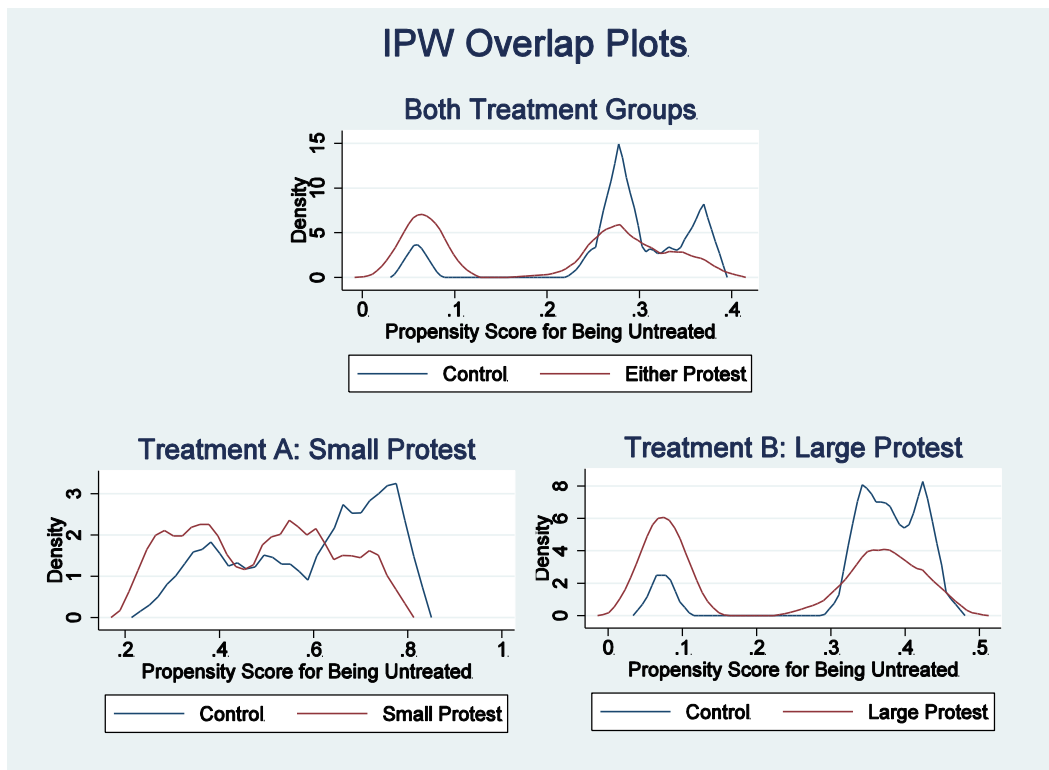 IPW Overlap Plots
Both Treatment Groups
Density
15
10
5
0
0 .1 .2 .3 .4
Propensity Score for Being Untreated
Control Either Protest
Treatment A: Small Protest
Density
3
2
1
0
.2 .4 .6 .8 1
Propensity Score for Being Untreated
Control Small Protest
Treatment B: Large Protest
Density
8
6
4
2
0
0 .1 .2 .3 .4 .5
Propensity Score for Being Untreated
Control Large Protest